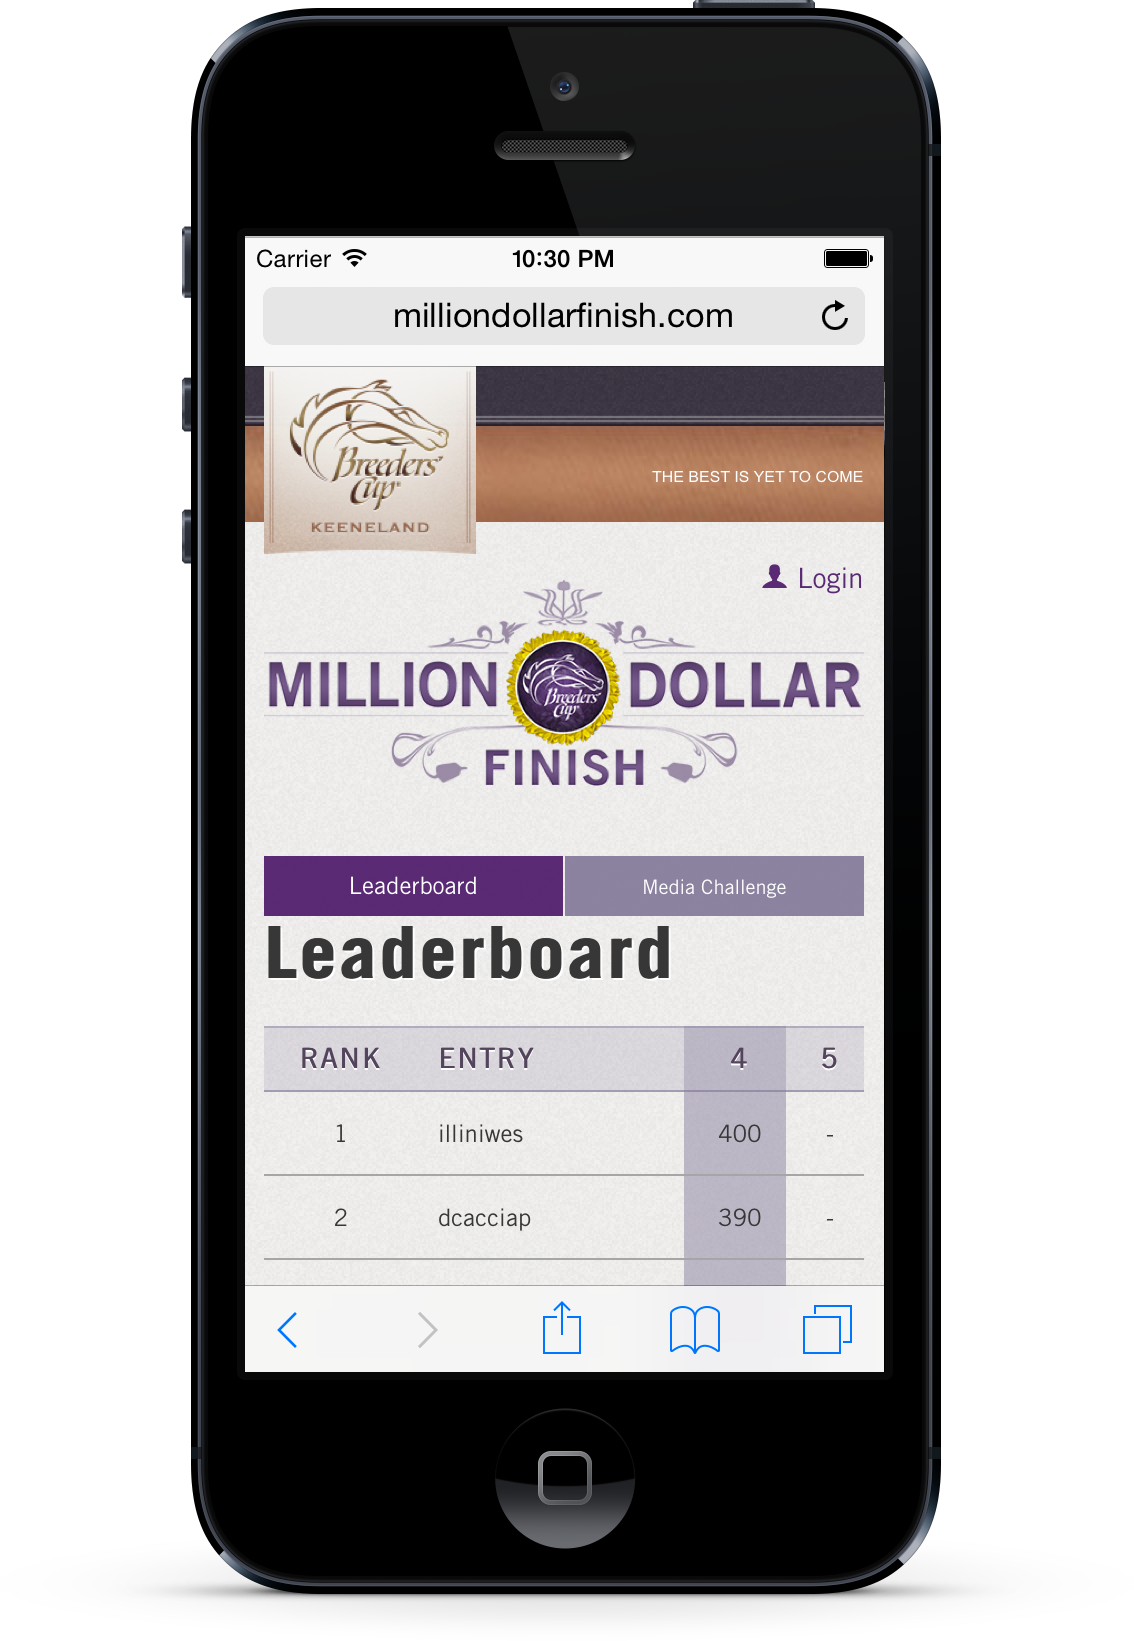 Carrier 10:30 PM
milliondollarfinish.com
Breeders'
Cup®
KEENELAND
THE BEST IS YET TO COME
Login
MILLION Breeders' Cup DOLLAR
FINISH
Leaderboard Media Challenge
Leaderboard
RANK ENTRY 4 5
1 illiniwes 400 -
2 dcacciap 390 -